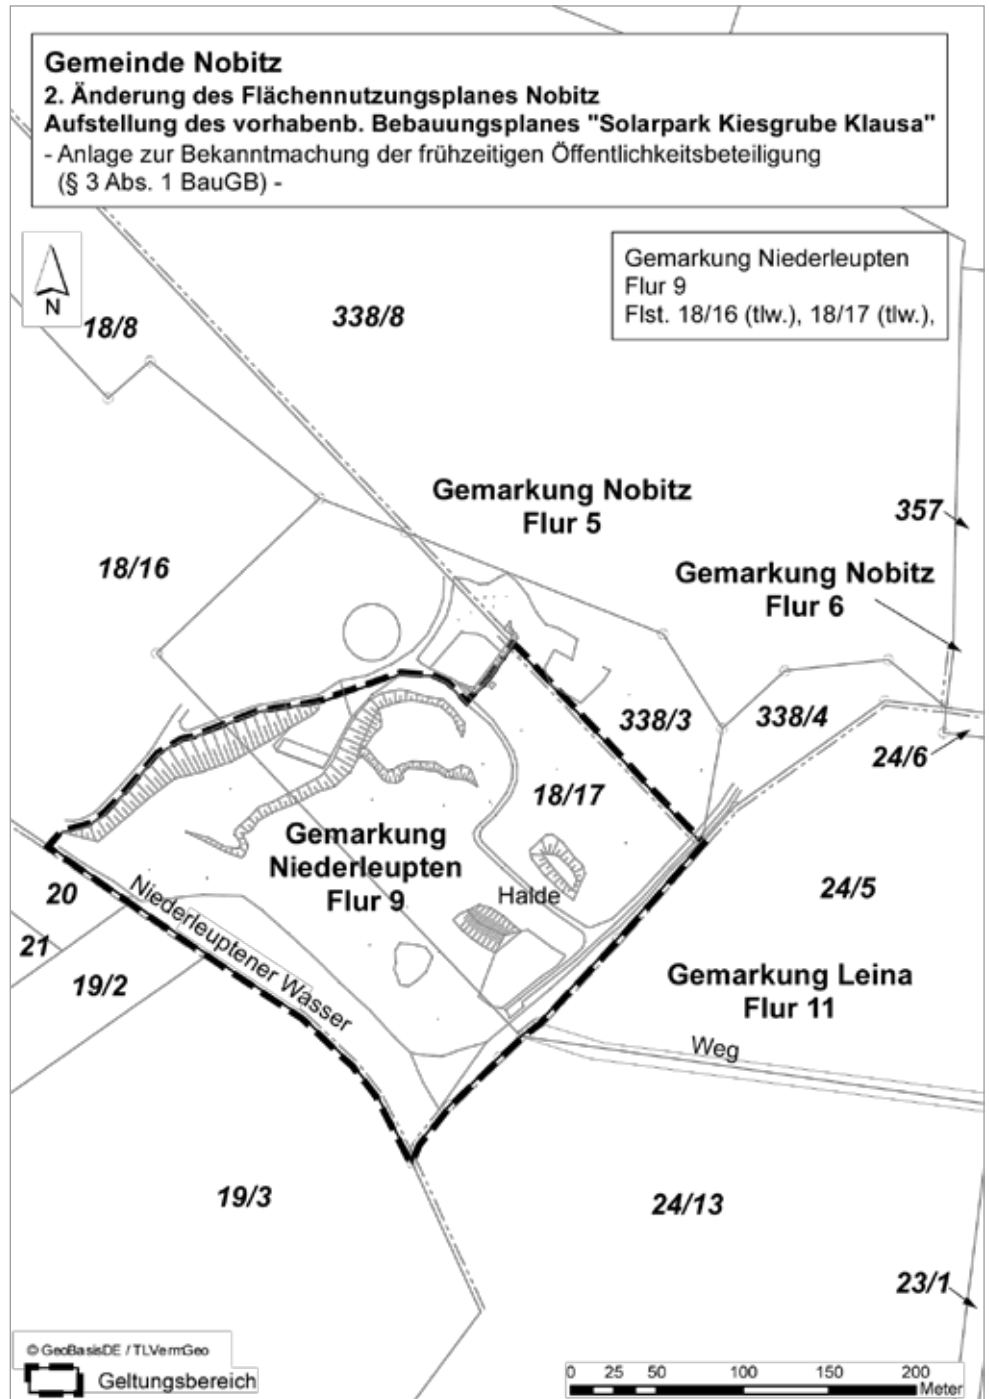 Gemeinde Nobitz
2. Änderung des Flächennutzungsplanes Nobitz
Aufstellung des vorhabenb. Bebauungsplanes "Solarpark Kiesgrube Klausa"
- Anlage zur Bekanntmachung der frühzeitigen Öffentlichkeitsbeteiligung
(§ 3 Abs. 1 BauGB) -
N
Gemarkung Niederleupten
Flur 9
Flst. 18/16 (tlw.), 18/17 (tlw.),
18/8
338/8
Gemarkung Nobitz
Flur 5
357
18/16
Gemarkung Nobitz
Flur 6
338/3
338/4
24/6
18/17
Gemarkung
Niederleupten
Flur 9
Halde
20
Niederleuptener Wasser
24/5
21
19/2
Gemarkung Leina
Flur 11
Weg
19/3
24/13
23/1
© GeoBasisDE / TLVermGeo
Geltungsbereich
0 25 50 100 150 200
Meter